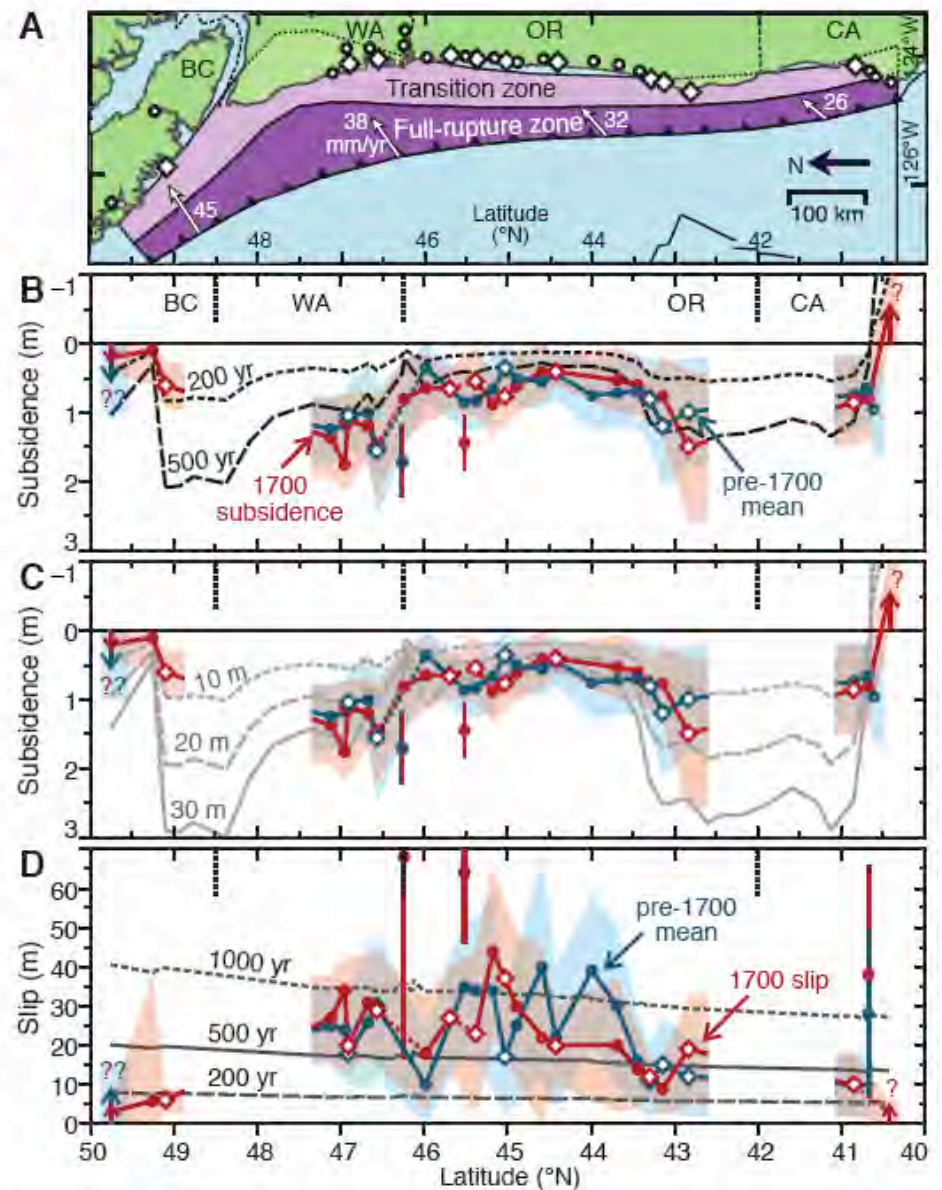 A
BC
WA
OR
CA
124°W
Transition zone
38
mm/yr
Full-rupture zone
32
26
45
N
126°W
100 km
Latitude
(°N)
48
46
44
42
B
Subsidence (m)
–1
0
1
2
3
BC
WA
OR
CA
?
200 yr
??
500 yr
1700
subsidence
pre-1700
mean
C
Subsidence (m)
–1
0
1
2
3
?
??
10 m
20 m
30 m
D
Slip (m)
60
50
40
30
20
10
0
pre-1700
mean
1000 yr
1700 slip
500 yr
??
200 yr
?
50
49
48
47
46
45
44
43
42
41
40
Latitude (°N)